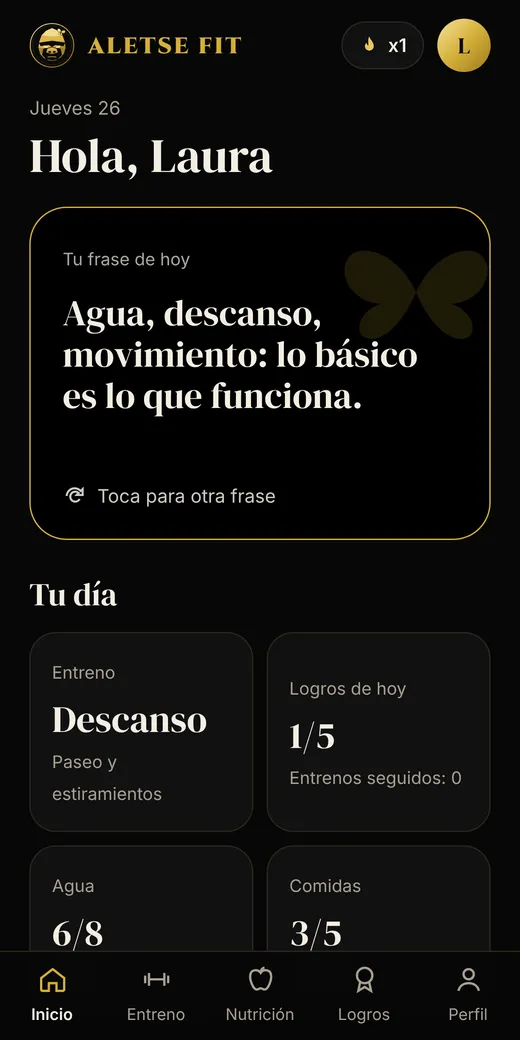 ALETSE FIT
x1
L
Jueves 26
Hola, Laura
Tu frase de hoy
Agua, descanso,
movimiento: lo básico
es lo que funciona.
Toca para otra frase
Tu día
Entreno
Descanso
Paseo y
estiramientos
Logros de hoy
1/5
Entrenos seguidos: 0
Agua
6/8
Comidas
3/5
Inicio
Entreno
Nutrición
Logros
Perfil